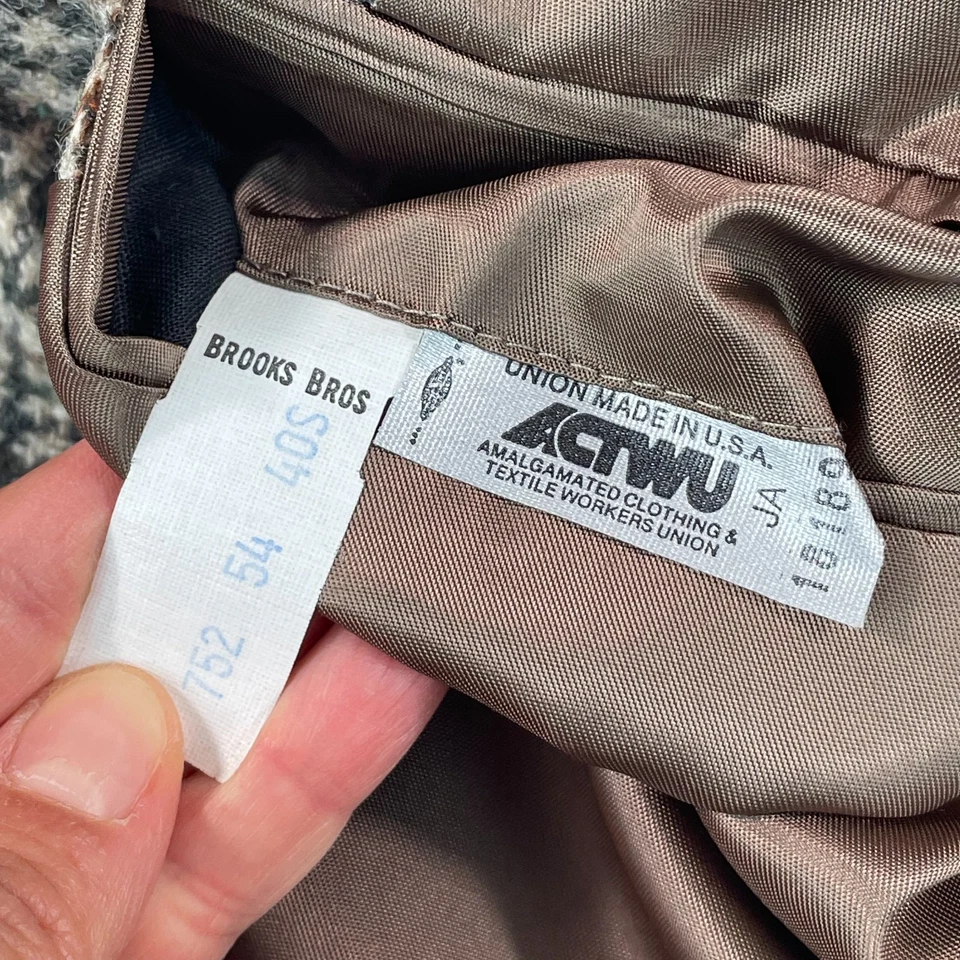 BROOKS BROS
40S
54
752
UNION MADE IN U.S.A.
ACTWU
AMALGAMATED CLOTHING &
TEXTILE WORKERS UNION
JA